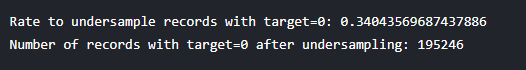 Rate to undersample records with target=0: 0.34043569687437886
Number of records with target=0 after undersampling: 195246